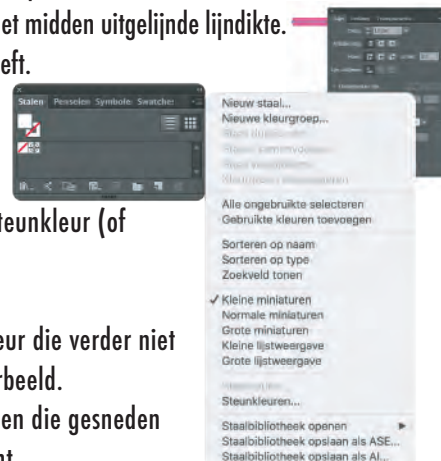 et midden uitgelijnde lijndikte.
eft.
Stalen Penselen Symbole Swatche
teunkleur (of
eur die verder niet
rbeeld.
en die gesneden
nt.
Nieuw staal...
Nieuwe kleurgroep...
Alle ongebruikte selecteren
Gebruikte kleuren toevoegen
Sorteren op naam
Sorteren op type
Zoekveld tonen
✓ Kleine miniaturen
Normale miniaturen
Grote miniaturen
Kleine lijstweergave
Grote lijstweergave
Steunkleuren...
Staalbibliotheek openen
Staalbibliotheek opslaan als ASE...
Staalbibliotheek opslaan als AI...